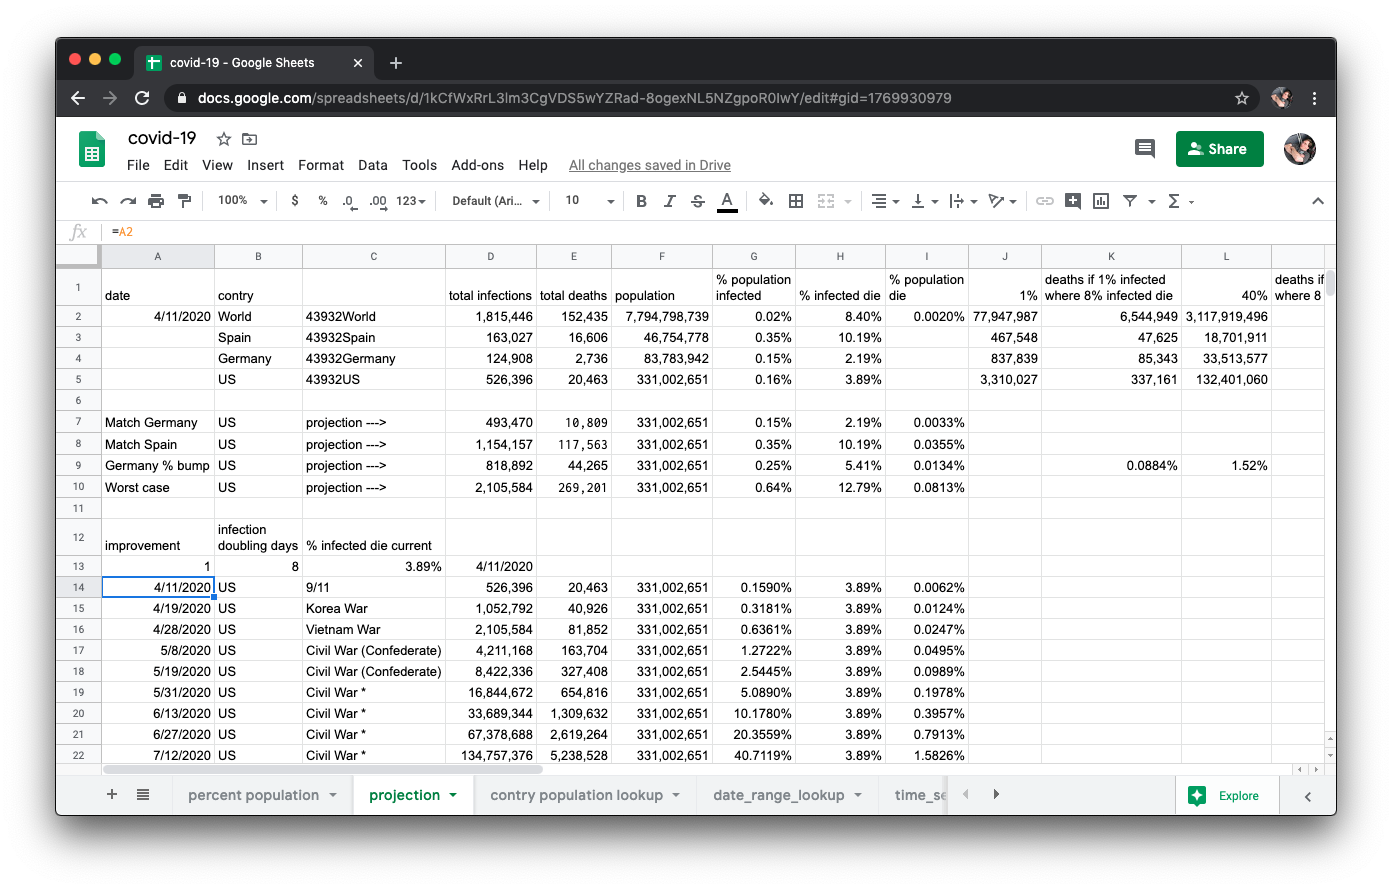 covid-19 - Google Sheets
docs.google.com/spreadsheets/d/1kCfWxRrL3lm3CgVDS5wYZRad-8ogexNL5NZgpoR0IwY/edit#gid=1769930979
covid-19
File Edit View Insert Format Data Tools Add-ons Help All changes saved in Drive
Share
100% $ % .0 .00 123 Default (Ari... 10 B I S A
fx =A2
A B C D E F G H I J K L
1 date contry total infections total deaths population % population infected % infected die % population die 1% deaths if 1% infected where 8% infected die 40% deaths if where 8
2 4/11/2020 World 43932World 1,815,446 152,435 7,794,798,739 0.02% 8.40% 0.0020% 77,947,987 6,544,949 3,117,919,496
3 Spain 43932Spain 163,027 16,606 46,754,778 0.35% 10.19% 467,548 47,625 18,701,911
4 Germany 43932Germany 124,908 2,736 83,783,942 0.15% 2.19% 837,839 85,343 33,513,577
5 US 43932US 526,396 20,463 331,002,651 0.16% 3.89% 3,310,027 337,161 132,401,060
6
7 Match Germany US projection ---> 493,470 10,809 331,002,651 0.15% 2.19% 0.0033%
8 Match Spain US projection ---> 1,154,157 117,563 331,002,651 0.35% 10.19% 0.0355%
9 Germany % bump US projection ---> 818,892 44,265 331,002,651 0.25% 5.41% 0.0134% 0.0884% 1.52%
10 Worst case US projection ---> 2,105,584 269,201 331,002,651 0.64% 12.79% 0.0813%
11
12 improvement infection doubling days % infected die current
13 1 8 3.89% 4/11/2020
14 4/11/2020 US 9/11 526,396 20,463 331,002,651 0.1590% 3.89% 0.0062%
15 4/19/2020 US Korea War 1,052,792 40,926 331,002,651 0.3181% 3.89% 0.0124%
16 4/28/2020 US Vietnam War 2,105,584 81,852 331,002,651 0.6361% 3.89% 0.0247%
17 5/8/2020 US Civil War (Confederate) 4,211,168 163,704 331,002,651 1.2722% 3.89% 0.0495%
18 5/19/2020 US Civil War (Confederate) 8,422,336 327,408 331,002,651 2.5445% 3.89% 0.0989%
19 5/31/2020 US Civil War * 16,844,672 654,816 331,002,651 5.0890% 3.89% 0.1978%
20 6/13/2020 US Civil War * 33,689,344 1,309,632 331,002,651 10.1780% 3.89% 0.3957%
21 6/27/2020 US Civil War * 67,378,688 2,619,264 331,002,651 20.3559% 3.89% 0.7913%
22 7/12/2020 US Civil War * 134,757,376 5,238,528 331,002,651 40.7119% 3.89% 1.5826%
percent population projection contry population lookup date_range_lookup time_se Explore